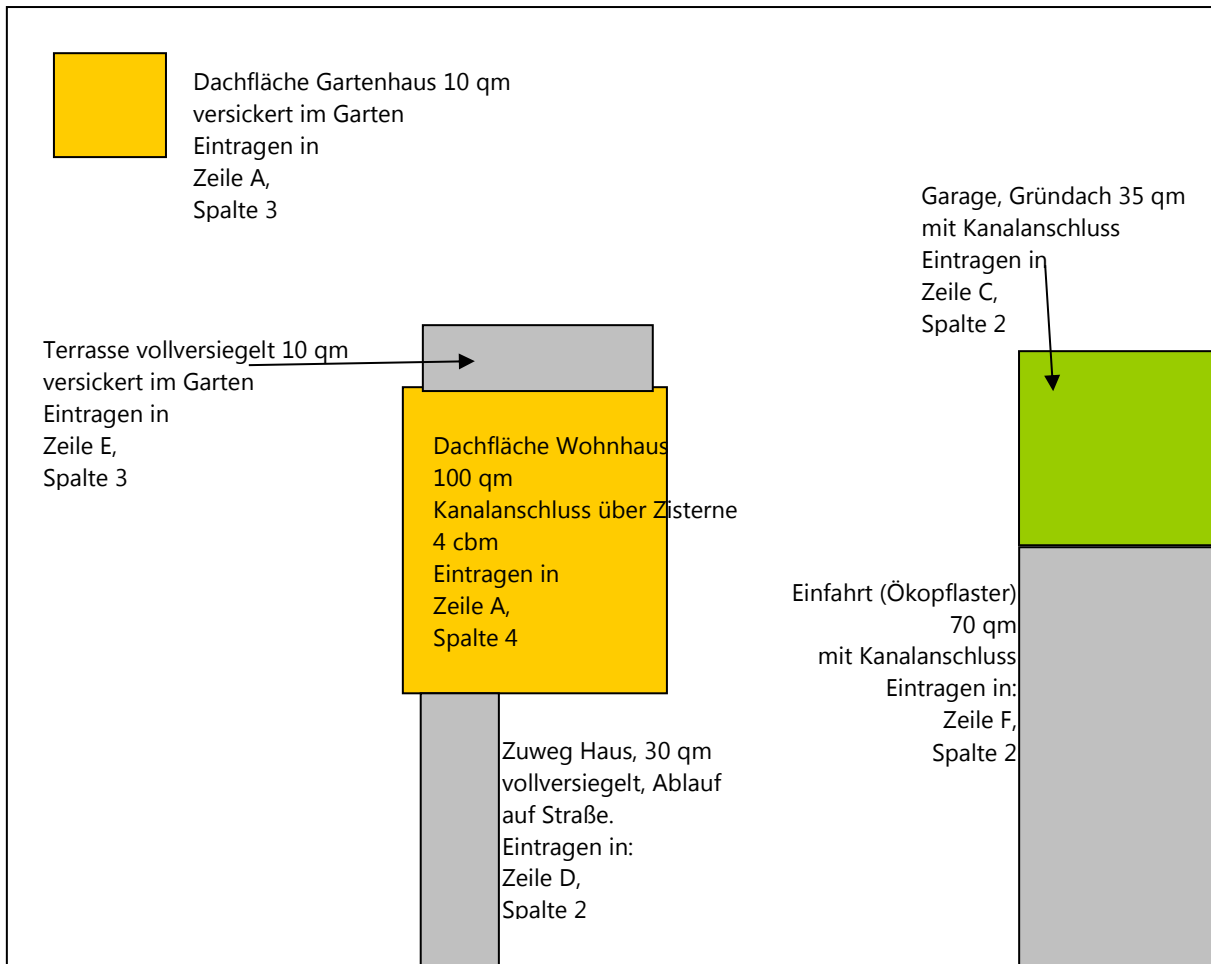 Dachfläche Gartenhaus 10 qm
versickert im Garten
Eintragen in
Zeile A,
Spalte 3
Garage, Gründach 35 qm
mit Kanalanschluss
Eintragen in
Zeile C,
Spalte 2
Terrasse vollversiegelt 10 qm
versickert im Garten
Eintragen in
Zeile E,
Spalte 3
Dachfläche Wohnhaus
100 qm
Kanalanschluss über Zisterne
4 cbm
Eintragen in
Zeile A,
Spalte 4
Einfahrt (Ökopflaster)
70 qm
mit Kanalanschluss
Eintragen in:
Zeile F,
Spalte 2
Zuweg Haus, 30 qm
vollversiegelt, Ablauf
auf Straße.
Eintragen in:
Zeile D,
Spalte 2